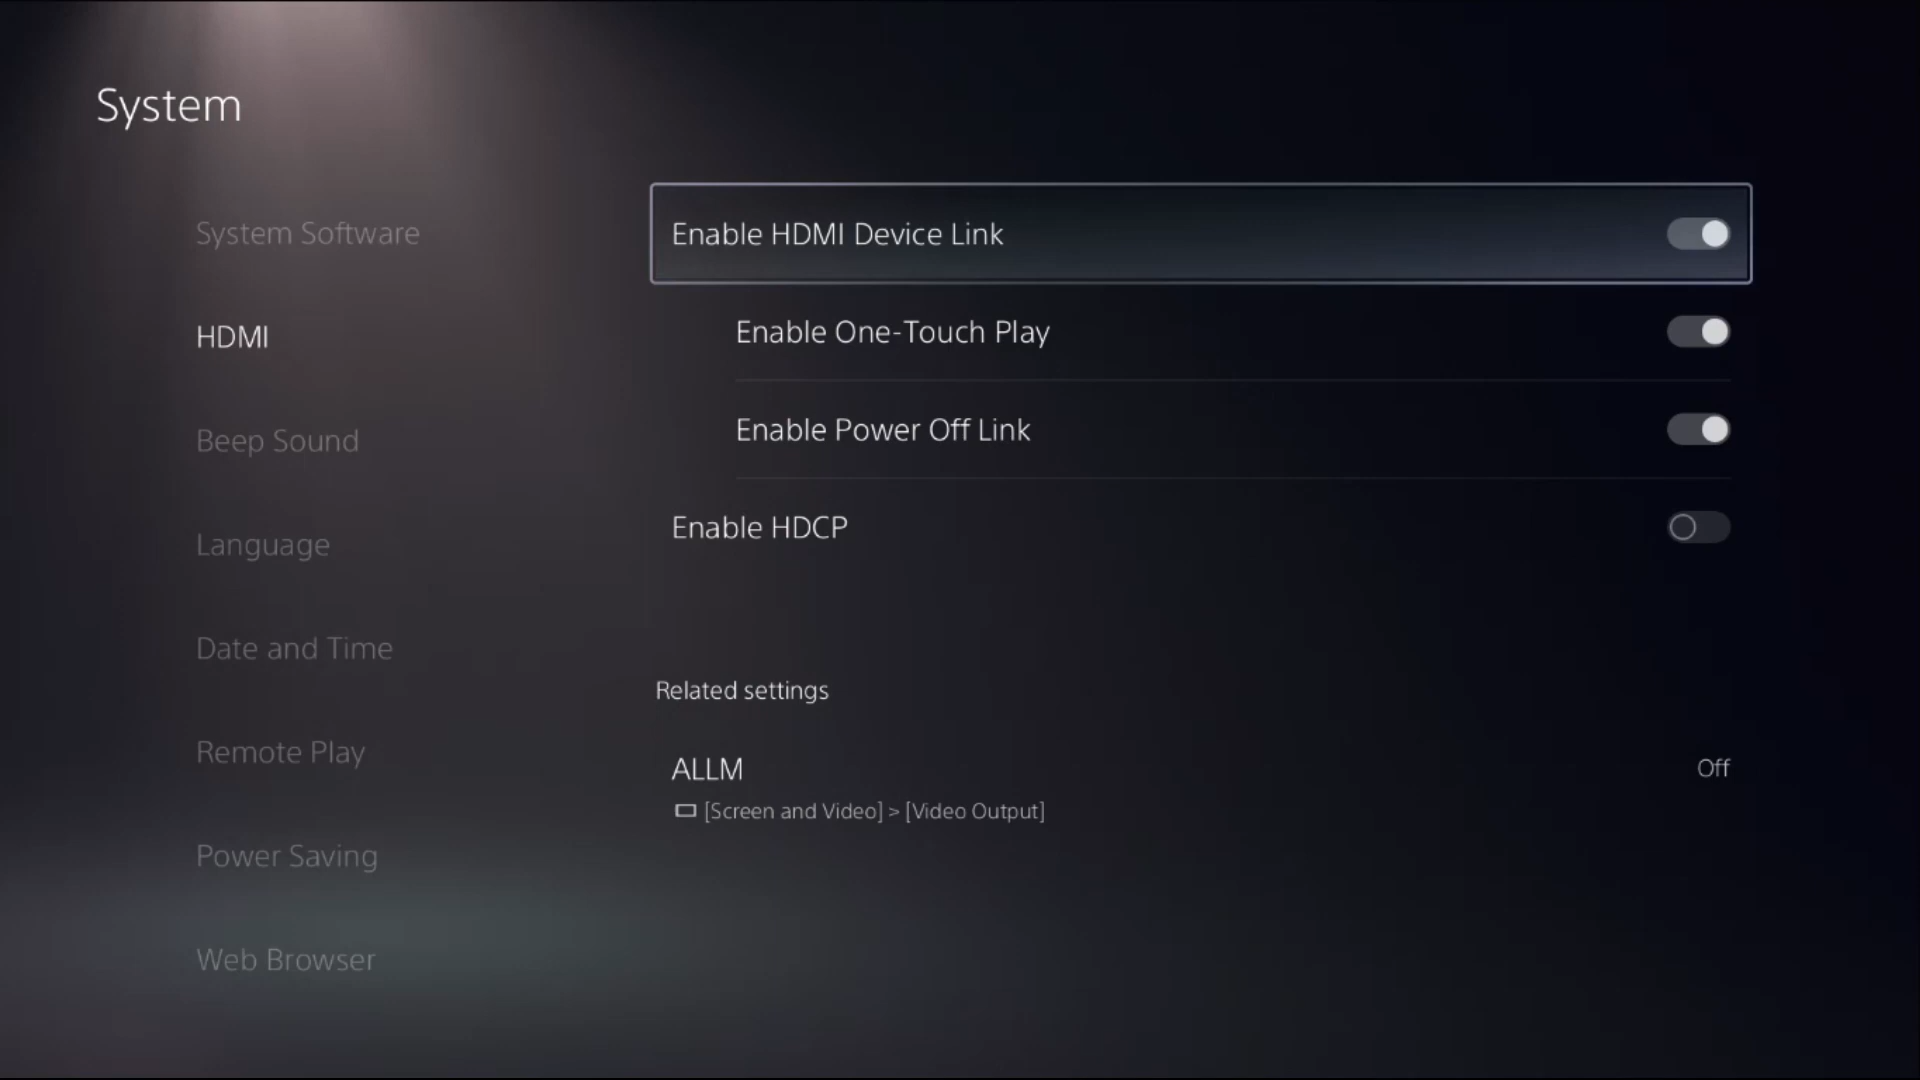 System
System Software
HDMI
Beep Sound
Language
Date and Time
Remote Play
Power Saving
Web Browser
Enable HDMI Device Link
Enable One-Touch Play
Enable Power Off Link
Enable HDCP
Related settings
ALLM
Off
[Screen and Video] > [Video Output]